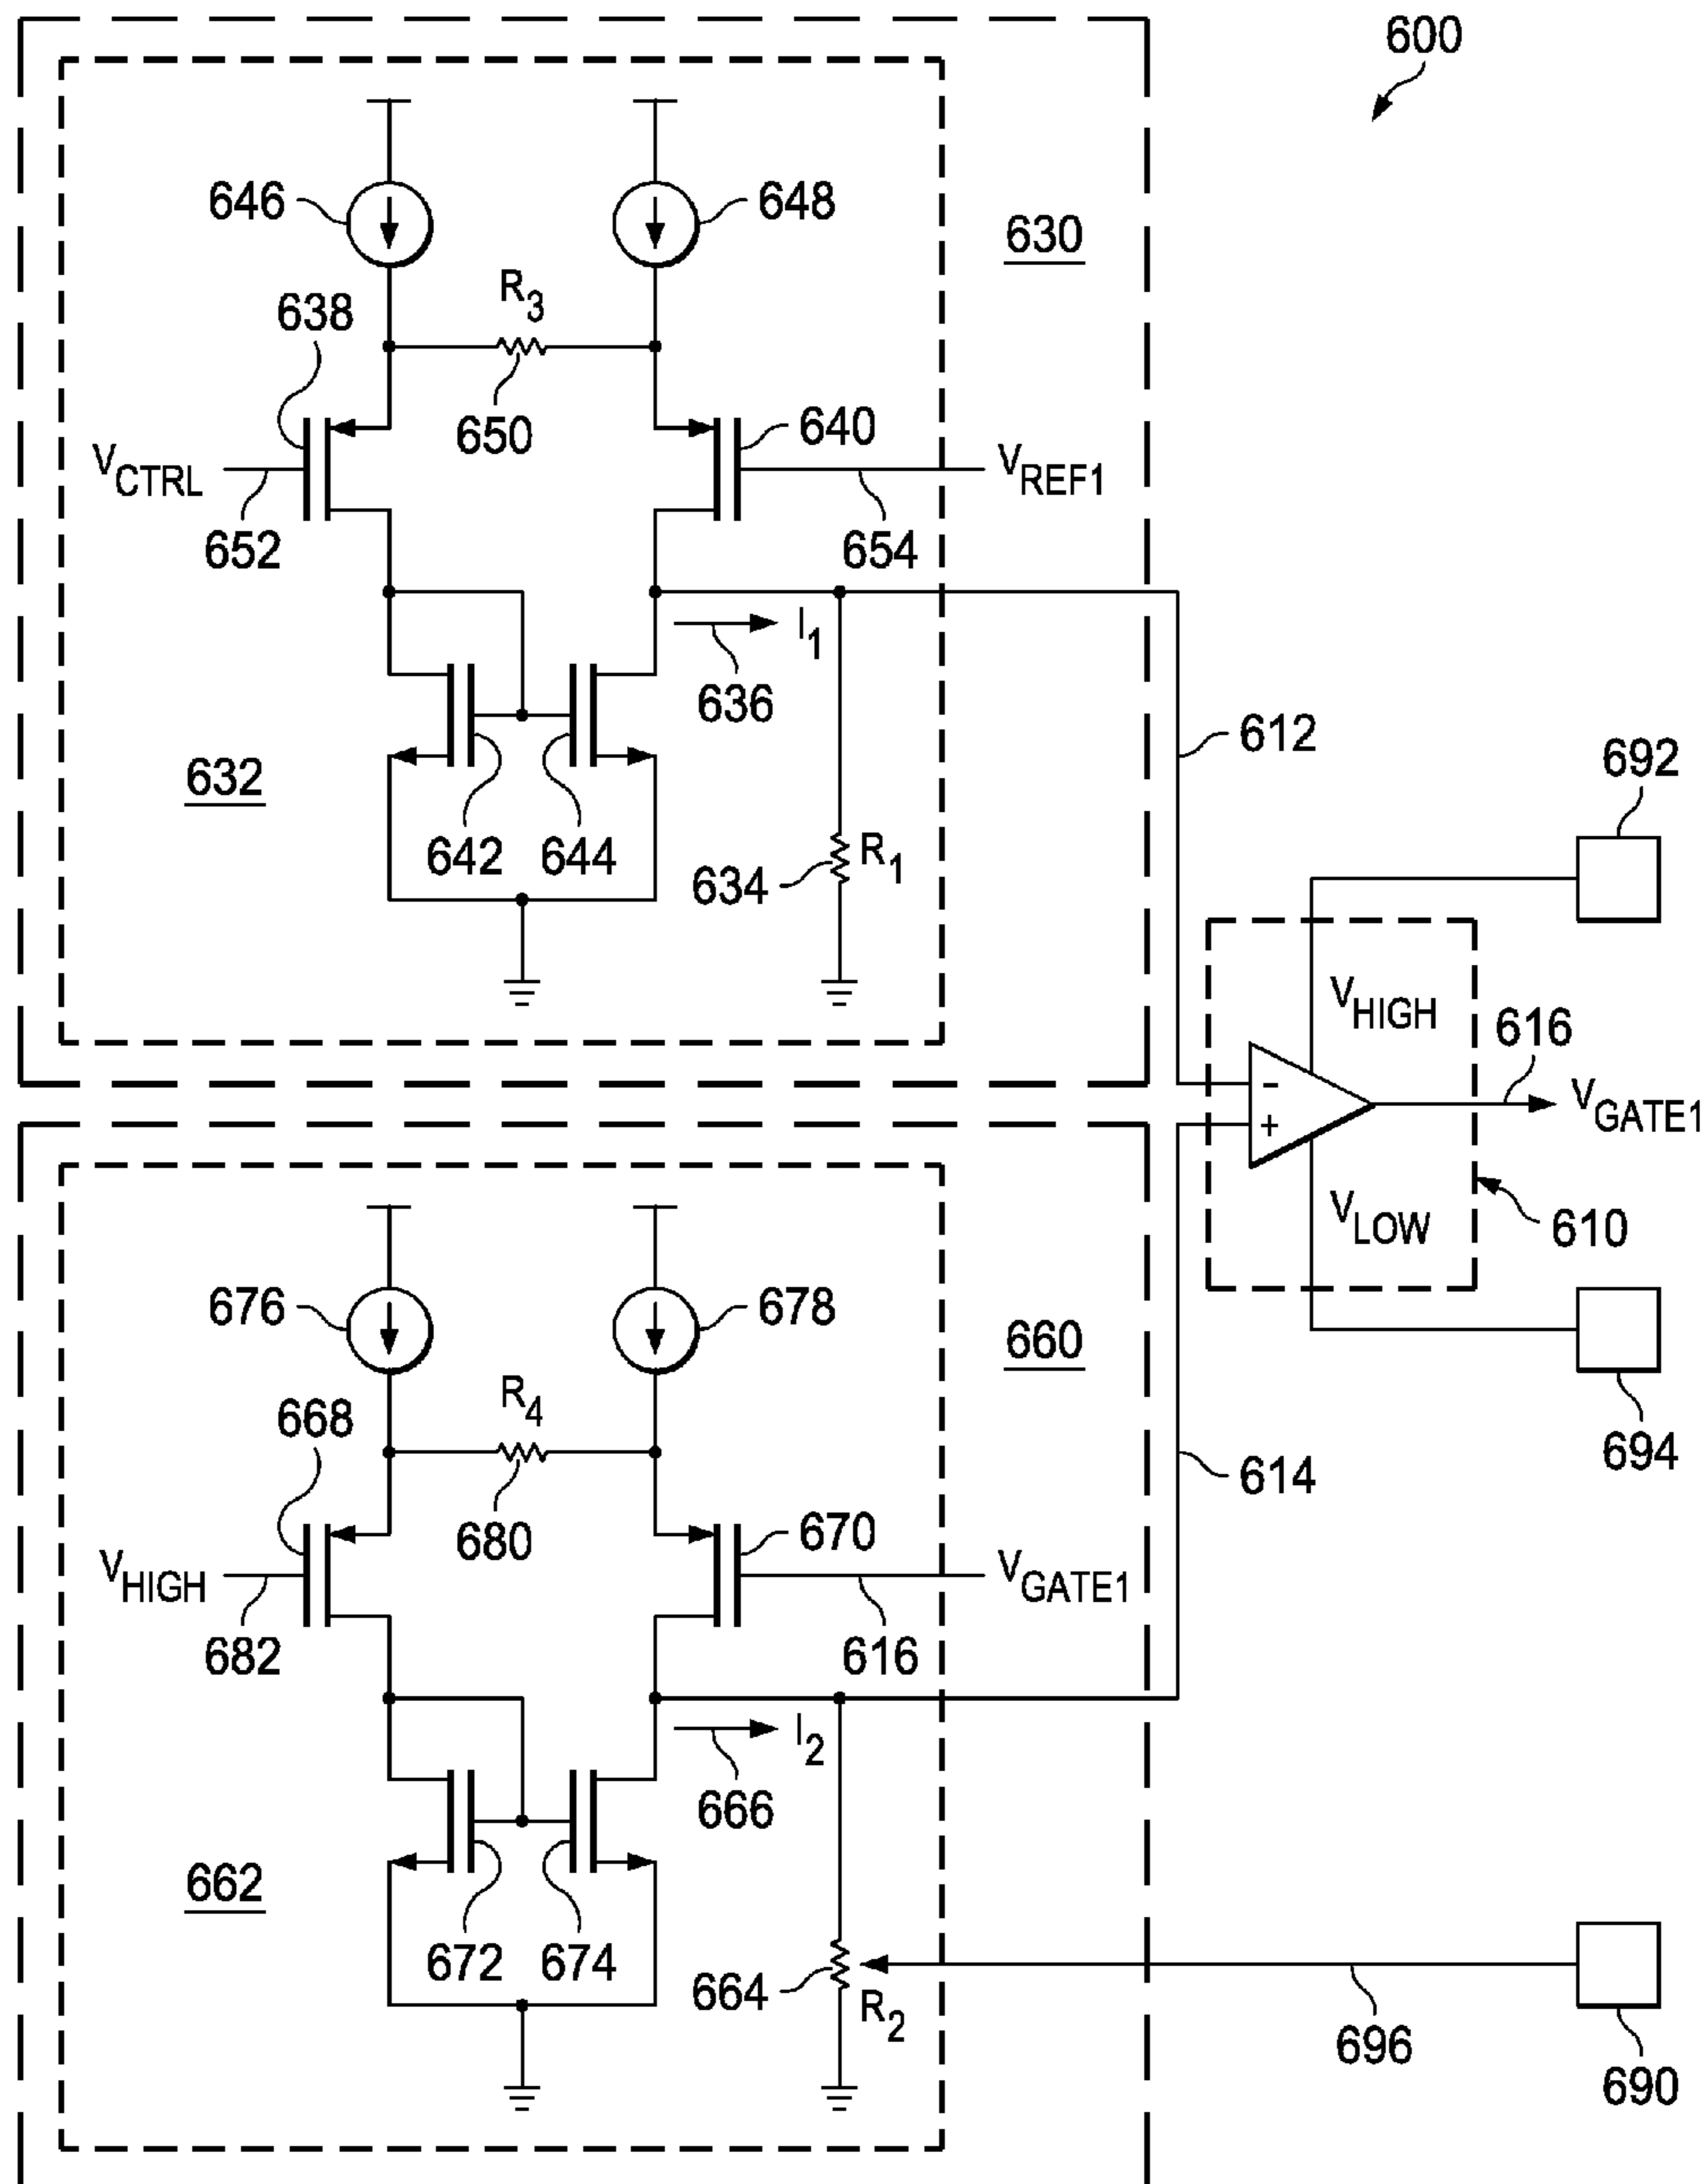 600
646
648
630
R3
638
650
640
VCTRL
VREF1
652
654
I1
636
612
632
692
642
644
634
R1
VHIGH
616
-
+
VGATE1
VLOW
610
676
678
660
R4
668
694
614
680
670
VHIGH
VGATE1
682
616
I2
666
662
672
674
664
R2
696
690